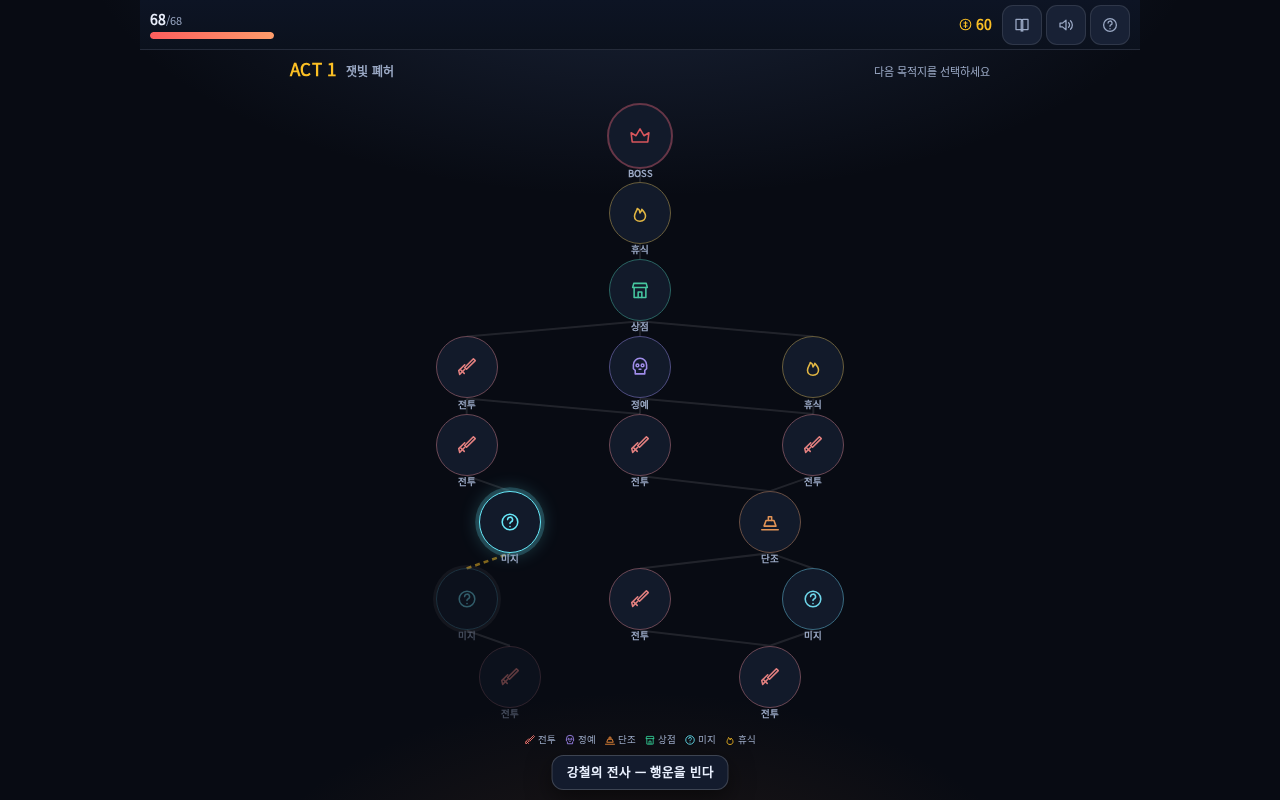 68/68
60
ACT 1 잿빛 폐허
다음 목적지를 선택하세요
BOSS
휴식
상점
전투 정예 휴식
전투 전투 전투
미지 단조
미지 전투 미지
전투 전투
전투 정예 단조 상점 미지 휴식
강철의 전사 — 행운을 빈다